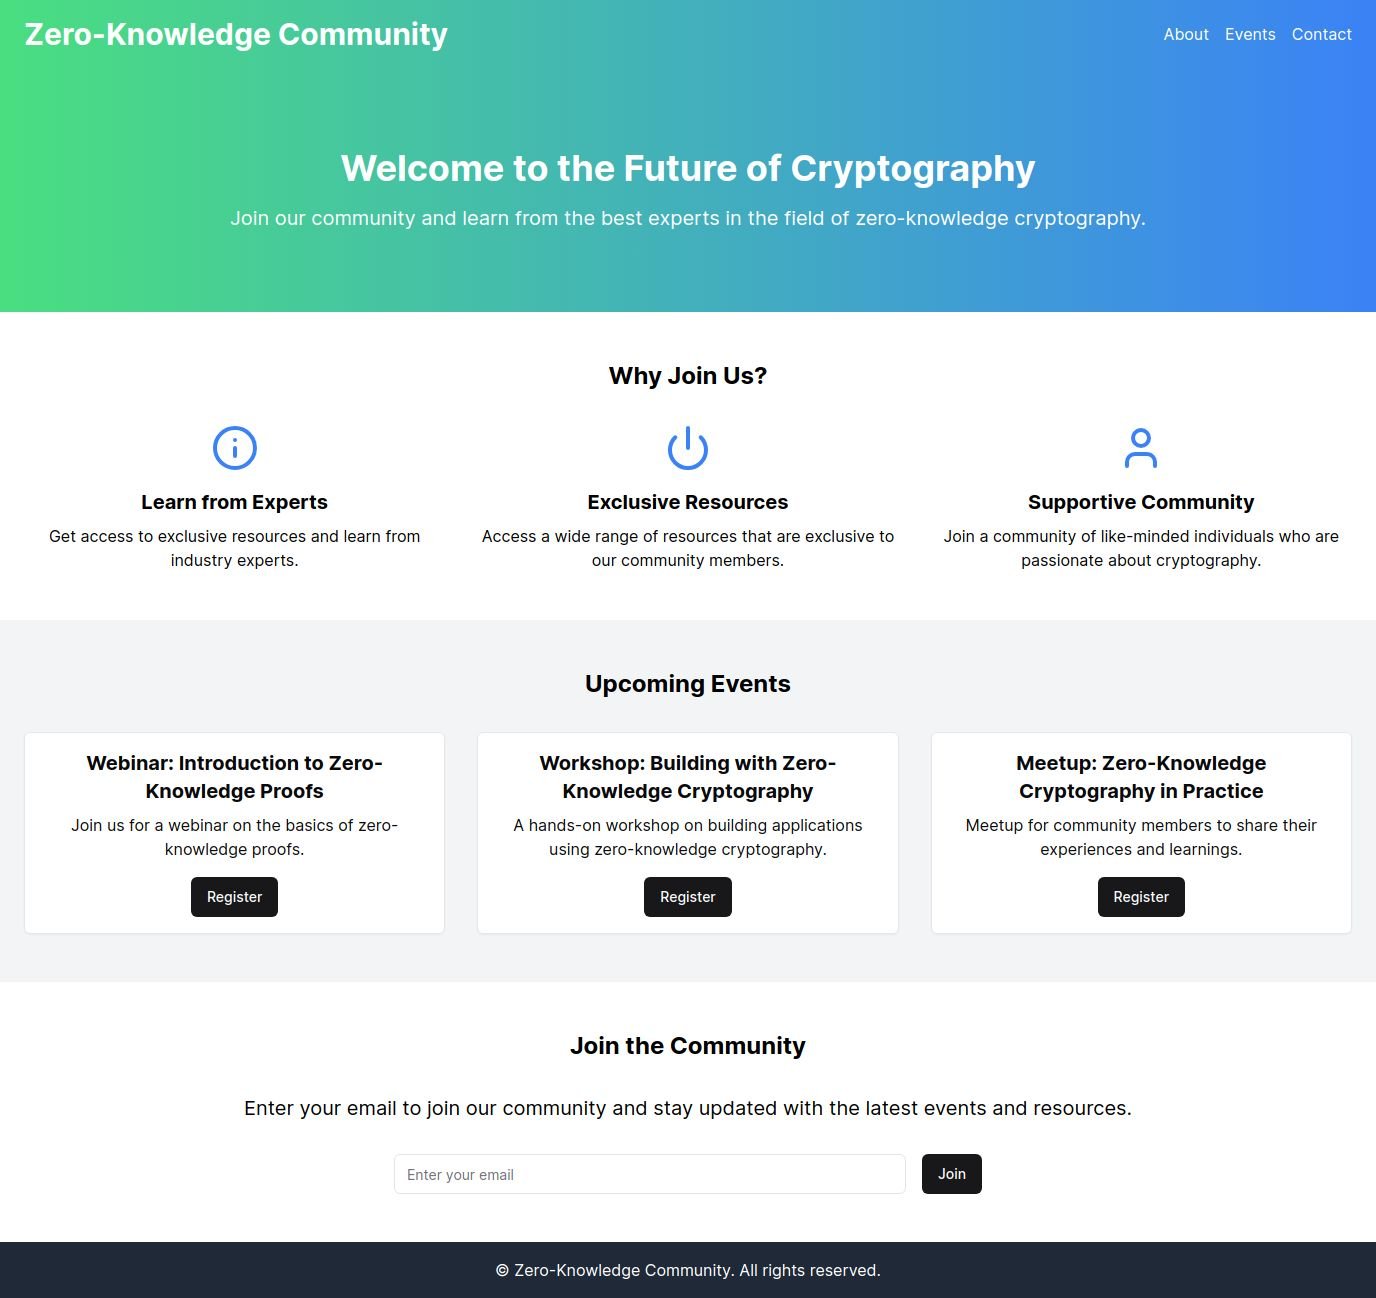 Zero-Knowledge Community
About Events Contact
Welcome to the Future of Cryptography
Join our community and learn from the best experts in the field of zero-knowledge cryptography.
Why Join Us?
Learn from Experts
Get access to exclusive resources and learn from
industry experts.
Exclusive Resources
Access a wide range of resources that are exclusive to
our community members.
Supportive Community
Join a community of like-minded individuals who are
passionate about cryptography.
Upcoming Events
Webinar: Introduction to Zero-
Knowledge Proofs
Join us for a webinar on the basics of zero-
knowledge proofs.
Register
Workshop: Building with Zero-
Knowledge Cryptography
A hands-on workshop on building applications
using zero-knowledge cryptography.
Register
Meetup: Zero-Knowledge
Cryptography in Practice
Meetup for community members to share their
experiences and learnings.
Register
Join the Community
Enter your email to join our community and stay updated with the latest events and resources.
Enter your email
Join
© Zero-Knowledge Community. All rights reserved.